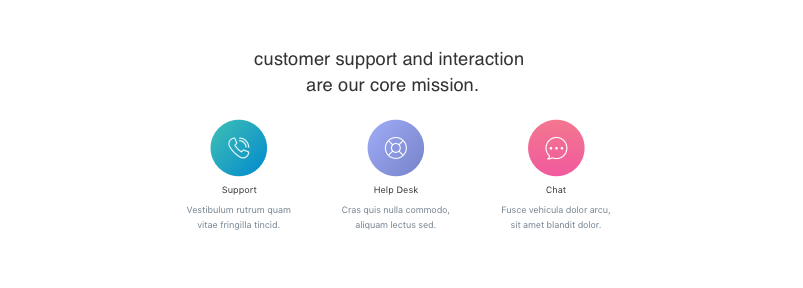 customer support and interaction
are our core mission.
Support
Vestibulum rutrum quam
vitae fringilla tincid.
Help Desk
Cras quis nulla commodo,
aliquam lectus sed.
Chat
Fusce vehicula dolor arcu,
sit amet blandit dolor.